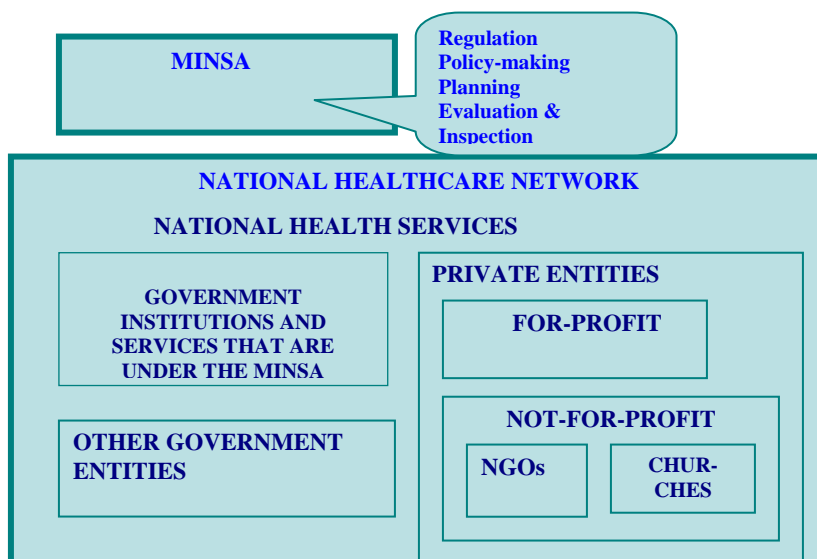 MINSA
Regulation
Policy-making
Planning
Evaluation &
Inspection
NATIONAL HEALTHCARE NETWORK
NATIONAL HEALTH SERVICES
GOVERNMENT
INSTITUTIONS AND
SERVICES THAT ARE
UNDER THE MINSA
OTHER GOVERNMENT
ENTITIES
PRIVATE ENTITIES
FOR-PROFIT
NOT-FOR-PROFIT
NGOs
CHUR-
CHES